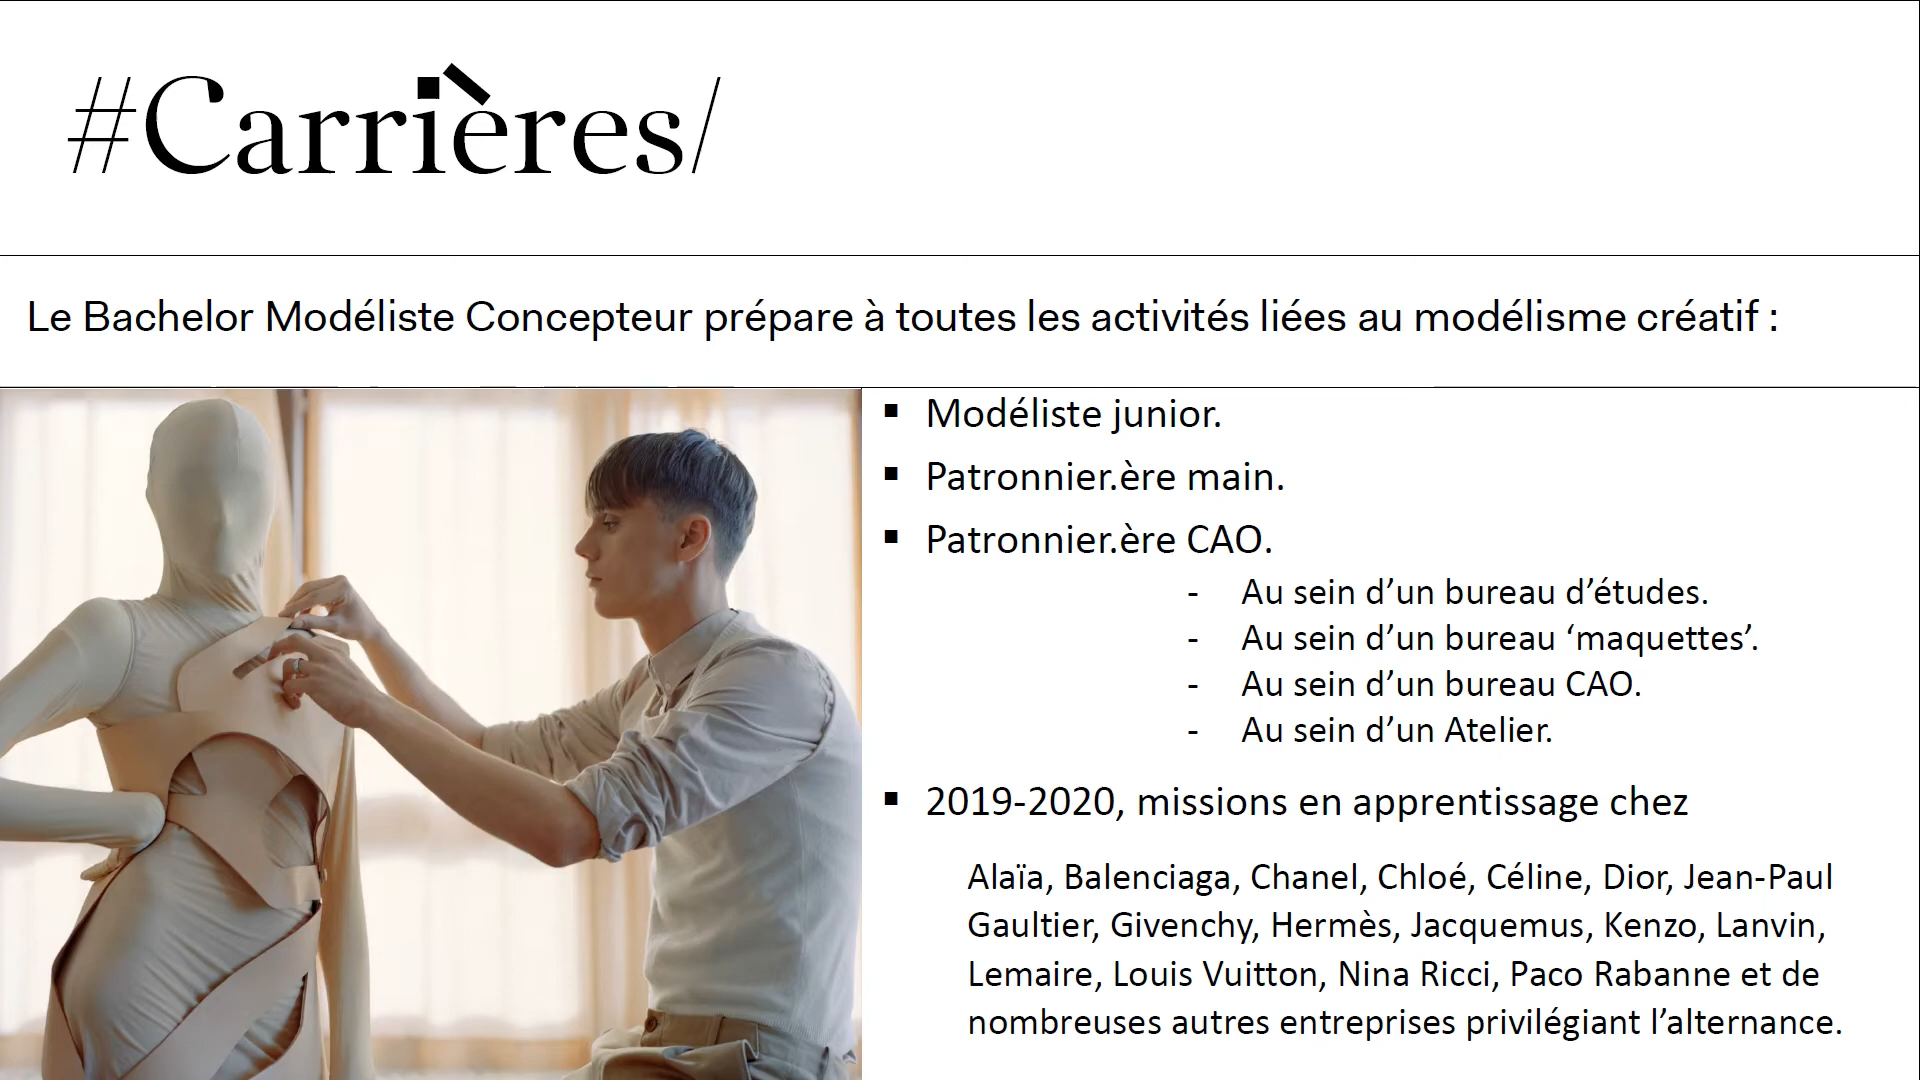 #Carrières/
Le Bachelor Modéliste Concepteur prépare à toutes les activités liées au modélisme créatif :
▪ Modéliste junior.
▪ Patronnier.ère main.
▪ Patronnier.ère CAO.
- Au sein d’un bureau d’études.
- Au sein d’un bureau ‘maquettes’.
- Au sein d’un bureau CAO.
- Au sein d’un Atelier.
▪ 2019-2020, missions en apprentissage chez
Alaïa, Balenciaga, Chanel, Chloé, Céline, Dior, Jean-Paul
Gaultier, Givenchy, Hermès, Jacquemus, Kenzo, Lanvin,
Lemaire, Louis Vuitton, Nina Ricci, Paco Rabanne et de
nombreuses autres entreprises privilégiant l’alternance.